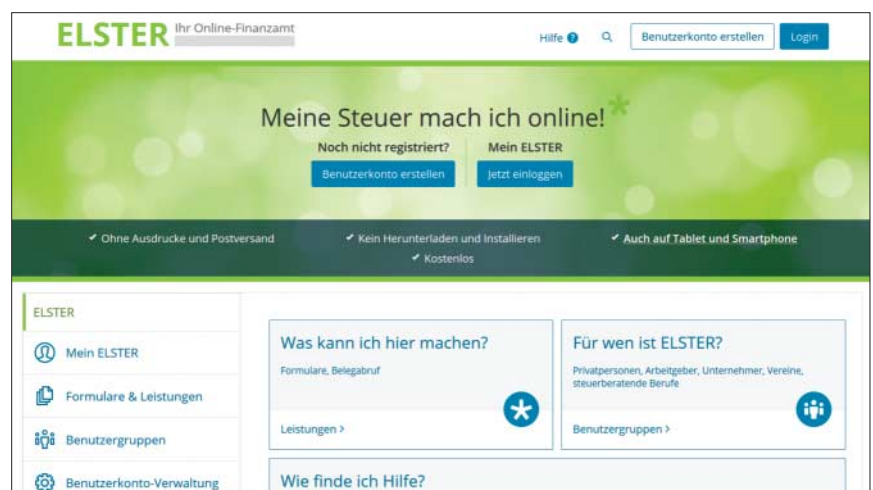 ELSTER Ihr Online-Finanzamt
Hilfe ? Benutzerkonto erstellen Login
Meine Steuer mach ich online!*
Noch nicht registriert? Mein ELSTER
Benutzerkonto erstellen Jetzt einloggen
✔ Ohne Ausdrucke und Postversand ✔ Kein Herunterladen und Installieren ✔ Auch auf Tablet und Smartphone
✔ Kostenlos
ELSTER
Mein ELSTER
Formulare & Leistungen
Benutzergruppen
Benutzerkonto-Verwaltung
Was kann ich hier machen?
Formulare, Belegabruf
Leistungen >
Für wen ist ELSTER?
Privatpersonen, Arbeitgeber, Unternehmer, Vereine,
steuerberatende Berufe
Benutzergruppen >
Wie finde ich Hilfe?